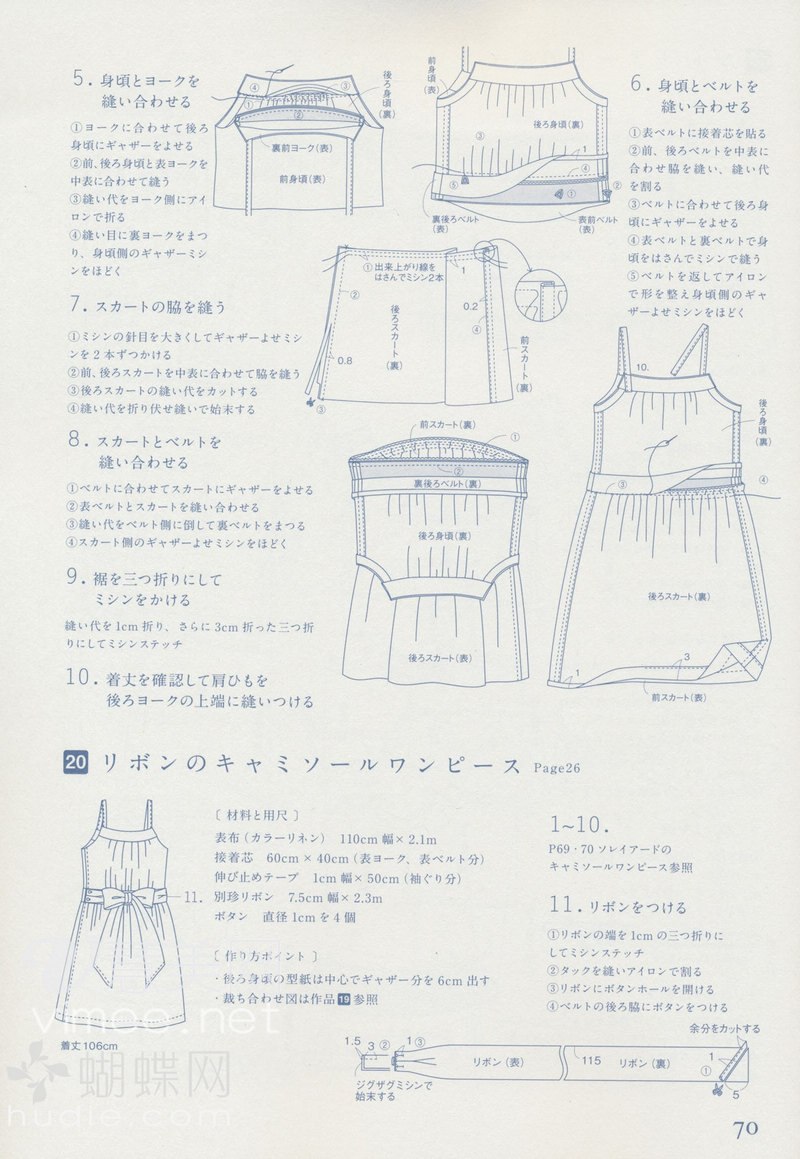 5. 身頃とヨークを
縫い合わせる
①ヨークに合わせて後ろ
身頃にギャザーをよせる
②前、後ろ身頃と表ヨークを
中表に合わせて縫う
③縫い代をヨーク側にアイ
ロンで折る
④縫い目に裏ヨークをまつ
り、身頃側のギャザーミシ
ンをほどく
④
③
①
②
後ろ身頃(裏)
裏前ヨーク(表)
前身頃(表)
前身頃(表)
後ろ身頃(裏)
③
1
④
⑤
①
②
③
裏後ろベルト
(表)
表前ベルト
(表)
6. 身頃とベルトを
縫い合わせる
①表ベルトに接着芯を貼る
②前、後ろベルトを中表に
合わせ脇を縫い、縫い代
を割る
③ベルトに合わせて後ろ身
頃にギャザーをよせる
④表ベルトと裏ベルトで身
頃をはさんでミシンで縫う
⑤ベルトを返してアイロン
で形を整え身頃側のギャ
ザーよせミシンをほどく
7. スカートの脇を縫う
①ミシンの針目を大きくしてギャザーよせミシ
ンを2本ずつかける
②前、後ろスカートを中表に合わせて脇を縫う
③後ろスカートの縫い代をカットする
④縫い代を折り伏せ縫いで始末する
①出来上がり線を
はさんでミシン2本
1
②
後ろスカート(裏)
0.2
④
前スカート(裏)
0.8
③
8. スカートとベルトを
縫い合わせる
①ベルトに合わせてスカートにギャザーをよせる
②表ベルトとスカートを縫い合わせる
③縫い代をベルト側に倒して裏ベルトをまつる
④スカート側のギャザーよせミシンをほどく
前スカート(裏)
①
②
裏後ろベルト(裏)
後ろ身頃(裏)
後ろスカート(表)
10.
後ろ身頃(裏)
③
④
後ろスカート(裏)
1
3
前スカート(表)
9. 裾を三つ折りにして
ミシンをかける
縫い代を1cm折り、さらに3cm折った三つ折
りにしてミシンステッチ
10. 着丈を確認して肩ひもを
後ろヨークの上端に縫いつける
20 リボンのキャミソールワンピース Page26
11.
着丈106cm
〔 材料と用尺 〕
表布(カラーリネン) 110cm幅×2.1m
接着芯 60cm×40cm(表ヨーク、表ベルト分)
伸び止めテープ 1cm幅×50cm(袖ぐり分)
別珍リボン 7.5cm幅×2.3m
ボタン 直径1cmを4個
〔 作り方ポイント 〕
・後ろ身頃の型紙は中心でギャザー分を6cm出す
・裁ち合わせ図は作品19参照
1~10.
P69・70ソレイアードの
キャミソールワンピース参照
11. リボンをつける
①リボンの端を1cmの三つ折りに
してミシンステッチ
②タックを縫いアイロンで割る
③リボンにボタンホールを開ける
④ベルトの後ろ脇にボタンをつける
余分をカットする
1.5
3
②
1
③
リボン(表)
115
リボン(裏)
1
①
5
ジグザグミシンで
始末する
vimoo.net
蝴蝶网
hudie.com
70